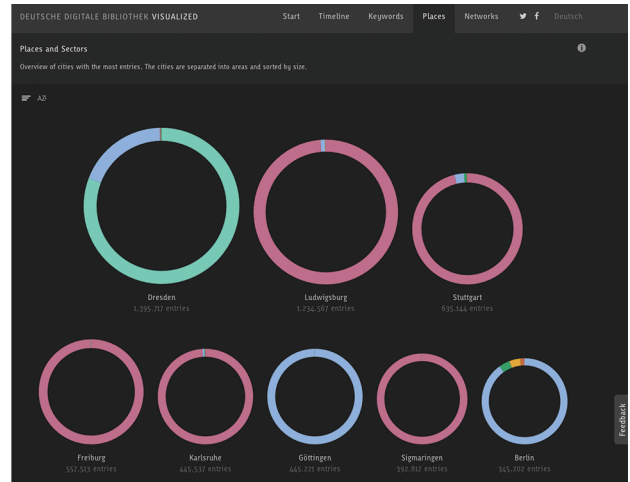 DEUTSCHE DIGITALE BIBLIOTHEK VISUALIZED
Start Timeline Keywords Places Networks Deutsch
Places and Sectors
Overview of cities with the most entries. The cities are separated into areas and sorted by size.
AZ
Dresden Ludwigsburg Stuttgart
1.395.717 entries 1.234.567 entries 635.144 entries
Freiburg Karlsruhe Göttingen Sigmaringen Berlin
557.513 entries 445.537 entries 445.221 entries 392.812 entries 345.202 entries
Feedback